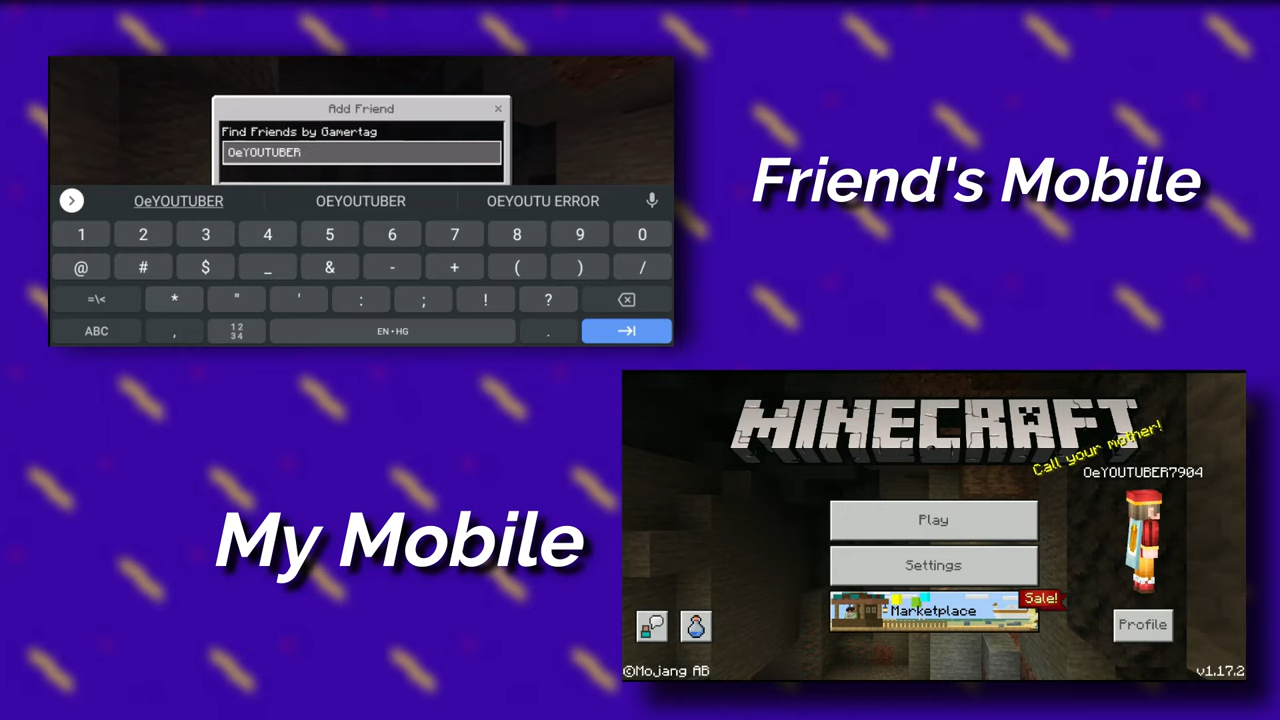 Add Friend
Find Friends by Gamertag
OeYOUTUBER
OeYOUTUBER OEYOUTUBER OEYOUTU ERROR
1 2 3 4 5 6 7 8 9 0
@ # $ _ & - + ( ) /
=\< * " ' : ; ! ?
ABC , 12 34 EN • HG .
Friend's Mobile
My Mobile
MINECRAFT
Call your mother!
OeYOUTUBER7904
Play
Settings
Sale!
Marketplace
Profile
©Mojang AB
v1.17.2